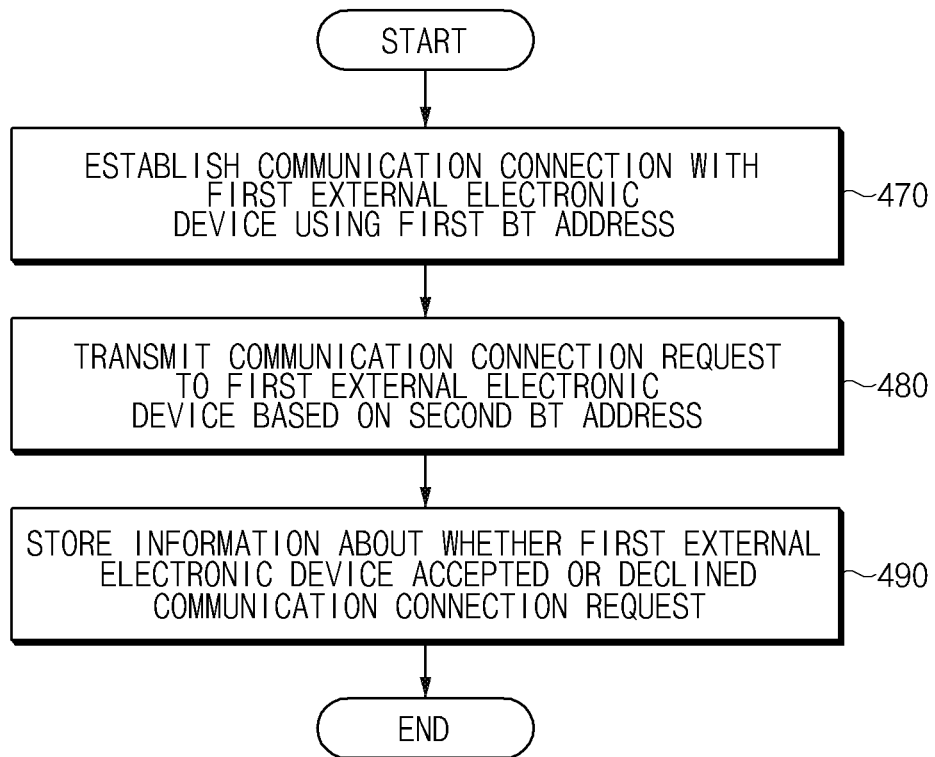 START
ESTABLISH COMMUNICATION CONNECTION WITH
FIRST EXTERNAL ELECTRONIC
DEVICE USING FIRST BT ADDRESS
470
TRANSMIT COMMUNICATION CONNECTION REQUEST
TO FIRST EXTERNAL ELECTRONIC
DEVICE BASED ON SECOND BT ADDRESS
480
STORE INFORMATION ABOUT WHETHER FIRST EXTERNAL
ELECTRONIC DEVICE ACCEPTED OR DECLINED
COMMUNICATION CONNECTION REQUEST
490
END